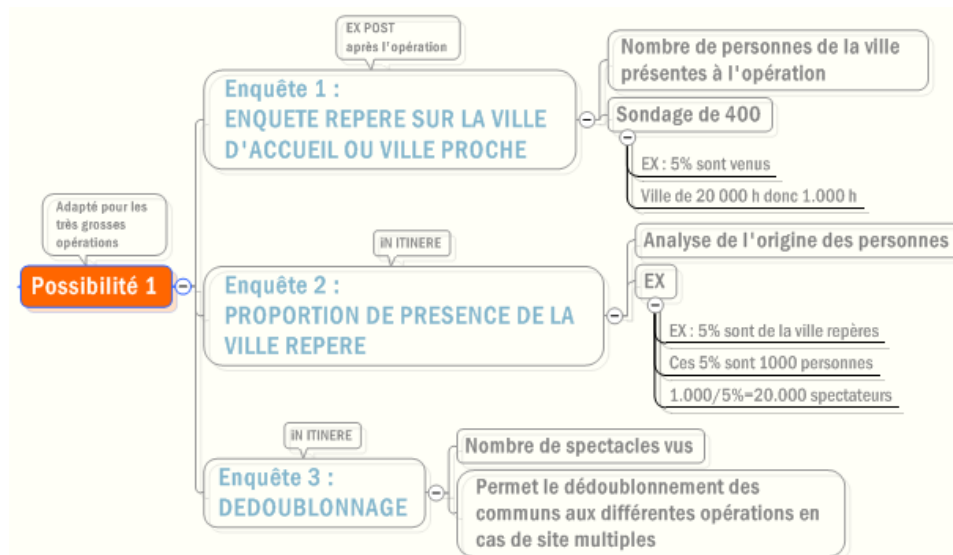 EX POST
après l'opération
Enquête 1 :
ENQUETE REPERE SUR LA VILLE
D'ACCUEIL OU VILLE PROCHE
Nombre de personnes de la ville
présentes à l'opération
Sondage de 400
EX : 5% sont venus
Ville de 20 000 h donc 1.000 h
Adapté pour les
très grosses
opérations
Possibilité 1
iN ITINERE
Enquête 2 :
PROPORTION DE PRESENCE DE LA
VILLE REPERE
Analyse de l'origine des personnes
EX
EX : 5% sont de la ville repères
Ces 5% sont 1000 personnes
1.000/5%=20.000 spectateurs
iN ITINERE
Enquête 3 :
DEDOUBLONNAGE
Nombre de spectacles vus
Permet le dédoublonnement des
communs aux différentes opérations en
cas de site multiples